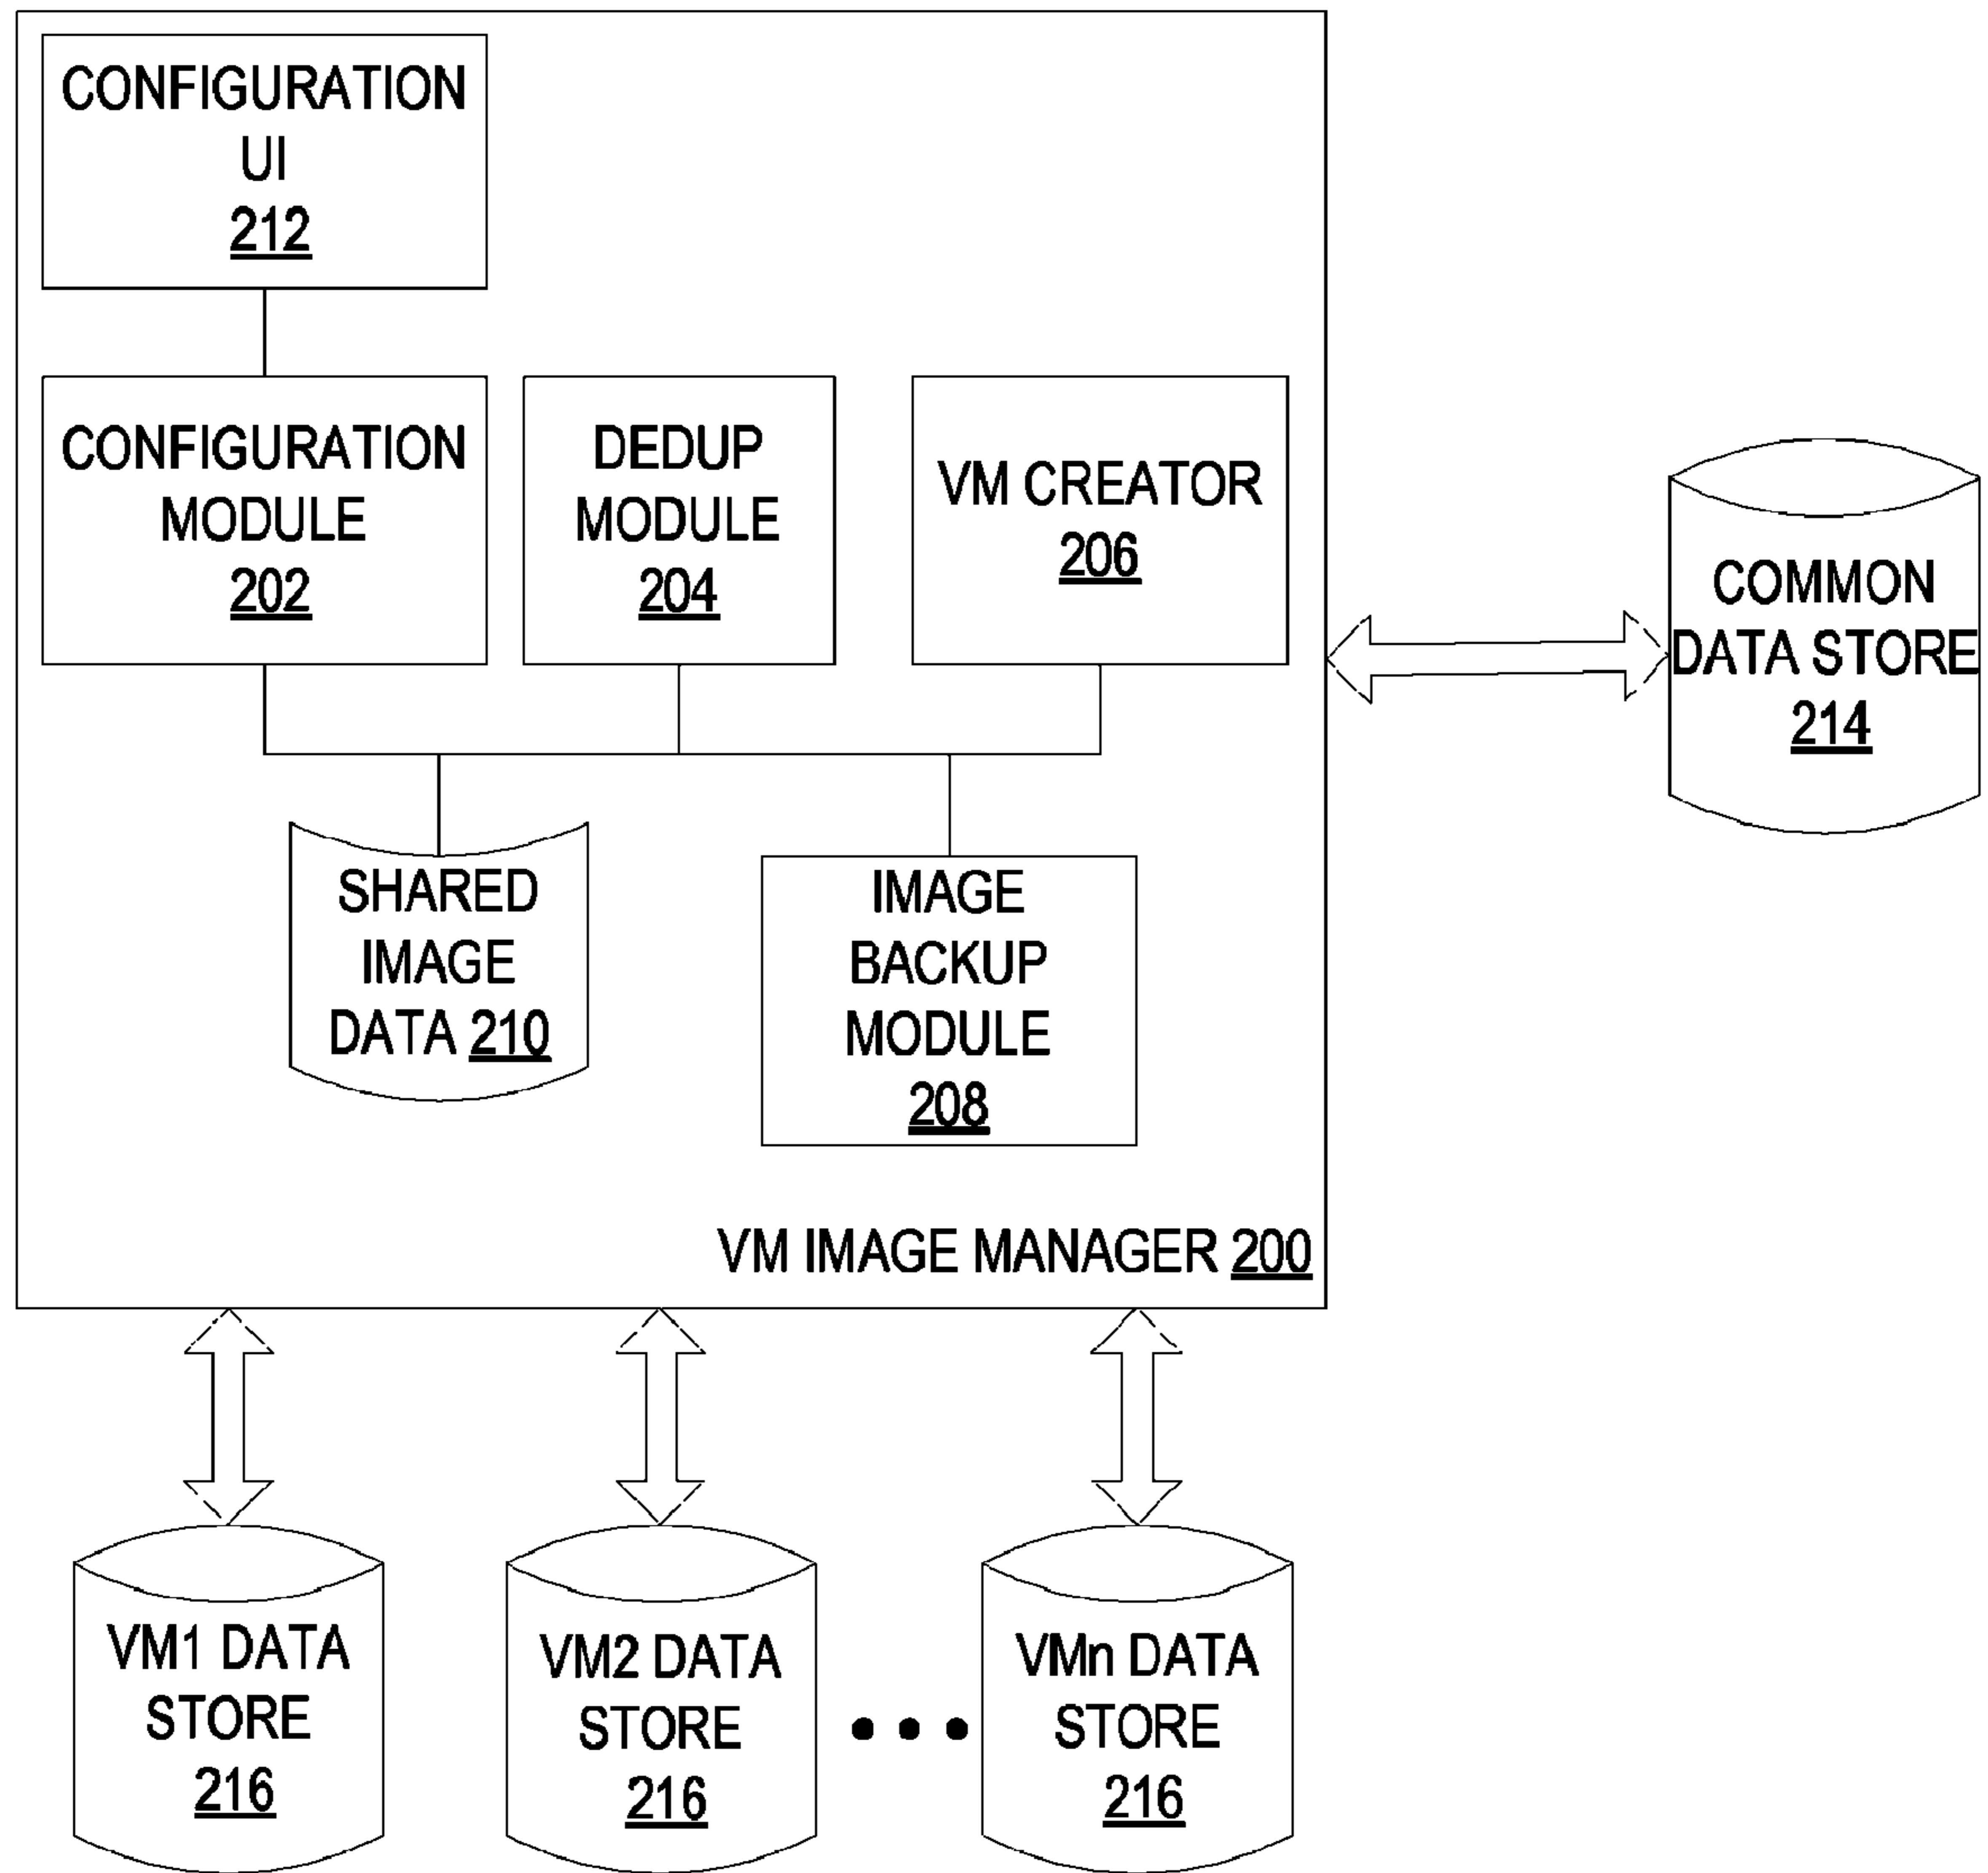 CONFIGURATION
UI
212
CONFIGURATION
MODULE
202
DEDUP
MODULE
204
VM CREATOR
206
COMMON
DATA STORE
214
SHARED
IMAGE
DATA 210
IMAGE
BACKUP
MODULE
208
VM IMAGE MANAGER 200
VM1 DATA
STORE
216
VM2 DATA
STORE
216
VMn DATA
STORE
216